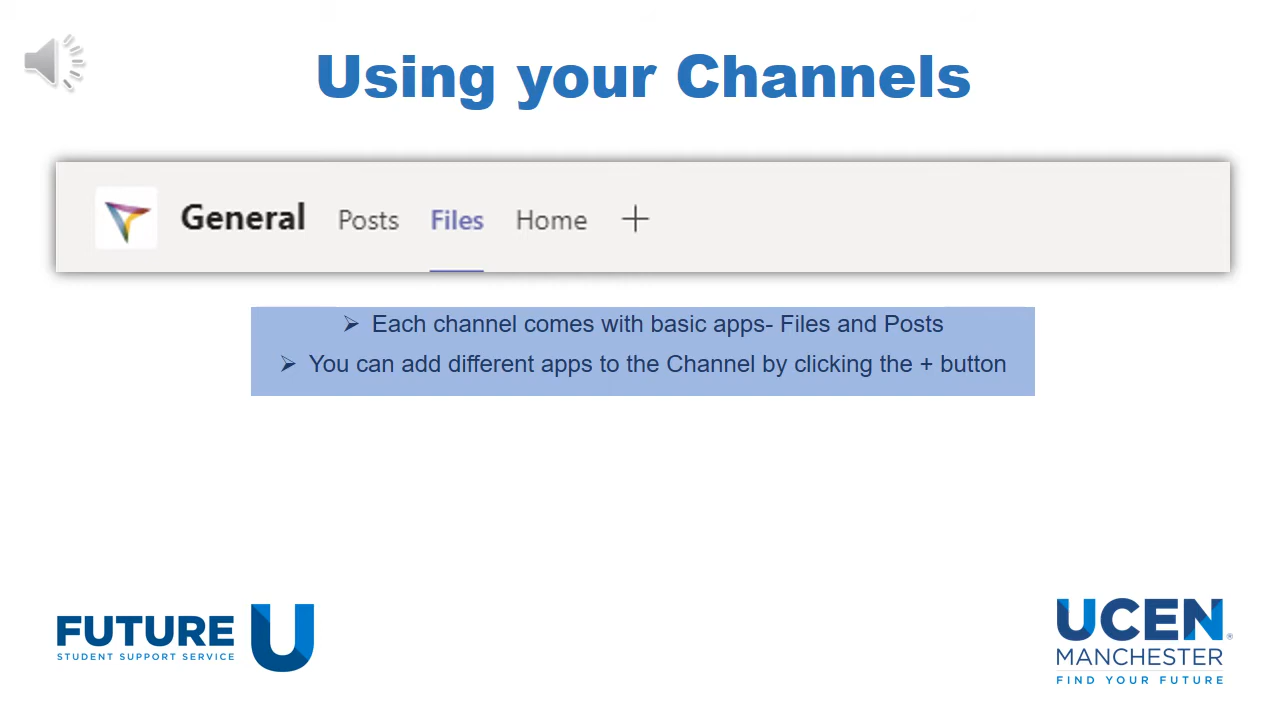 Using your Channels
General Posts Files Home +
➢ Each channel comes with basic apps- Files and Posts
➢ You can add different apps to the Channel by clicking the + button
FUTURE U
STUDENT SUPPORT SERVICE
UCEN
MANCHESTER
FIND YOUR FUTURE